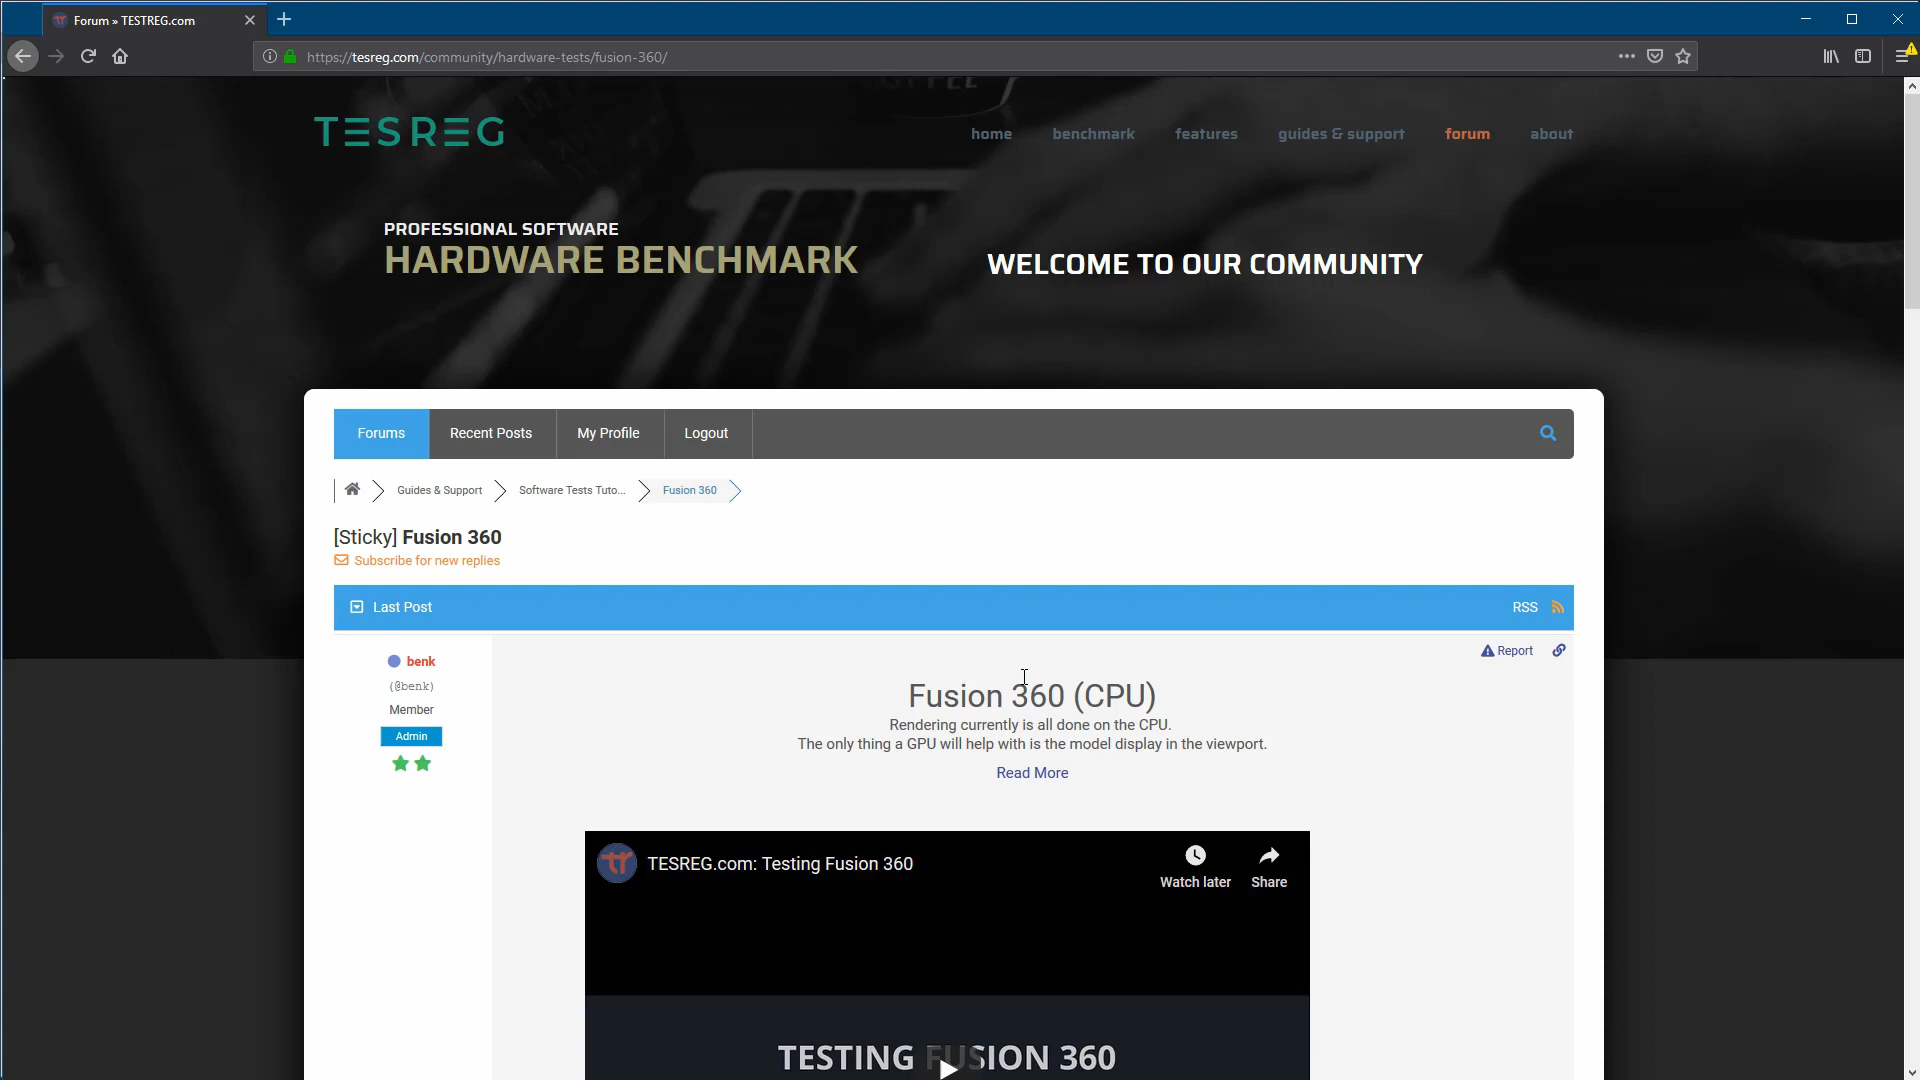 Forum » TESTREG.com
https://tesreg.com/community/hardware-tests/fusion-360/
TESREG
home benchmark features guides & support forum about
PROFESSIONAL SOFTWARE
HARDWARE BENCHMARK
WELCOME TO OUR COMMUNITY
Forums Recent Posts My Profile Logout
Guides & Support Software Tests Tuto... Fusion 360
[Sticky] Fusion 360
Subscribe for new replies
Last Post RSS
benk
(@benk)
Member
Admin
Report
Fusion 360 (CPU)
Rendering currently is all done on the CPU.
The only thing a GPU will help with is the model display in the viewport.
Read More
TESREG.com: Testing Fusion 360
Watch later Share
TESTING FUSION 360